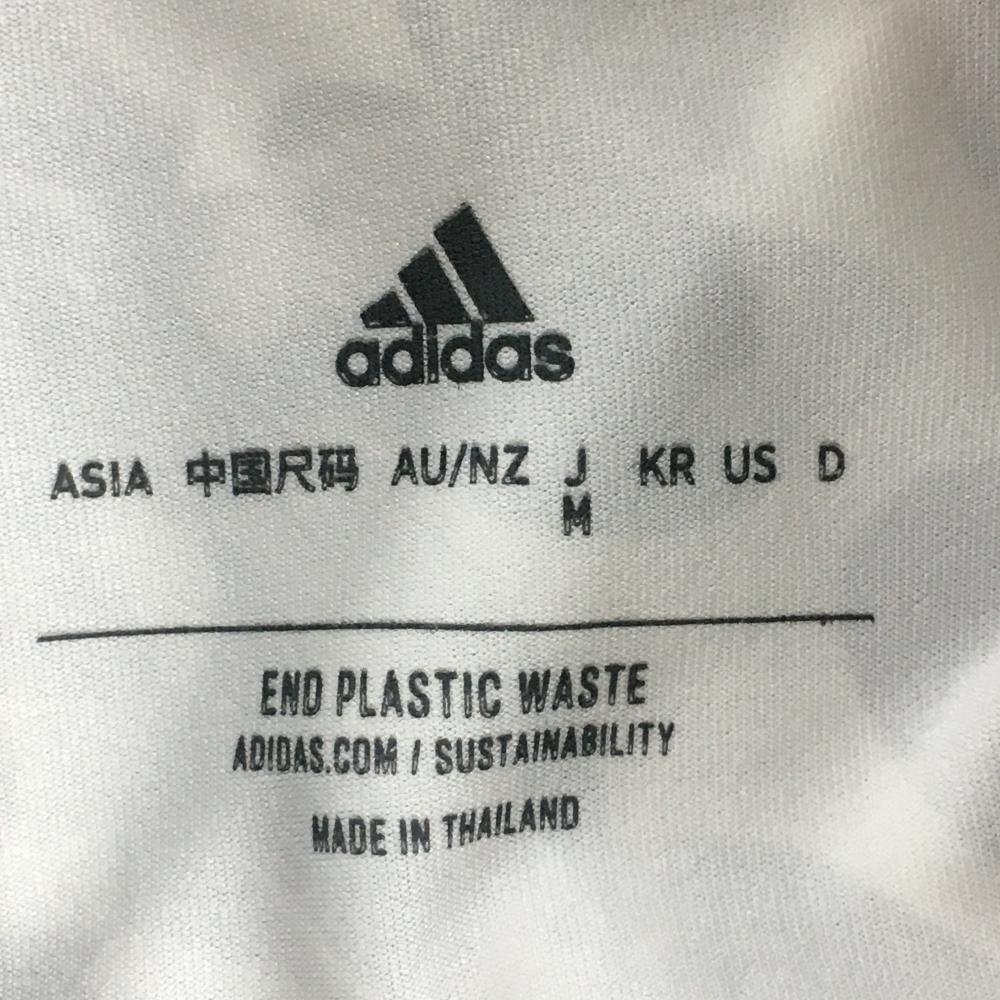 adidas
ASIA 中国尺码 AU/NZ J KR US D
M
END PLASTIC WASTE
ADIDAS.COM / SUSTAINABILITY
MADE IN THAILAND